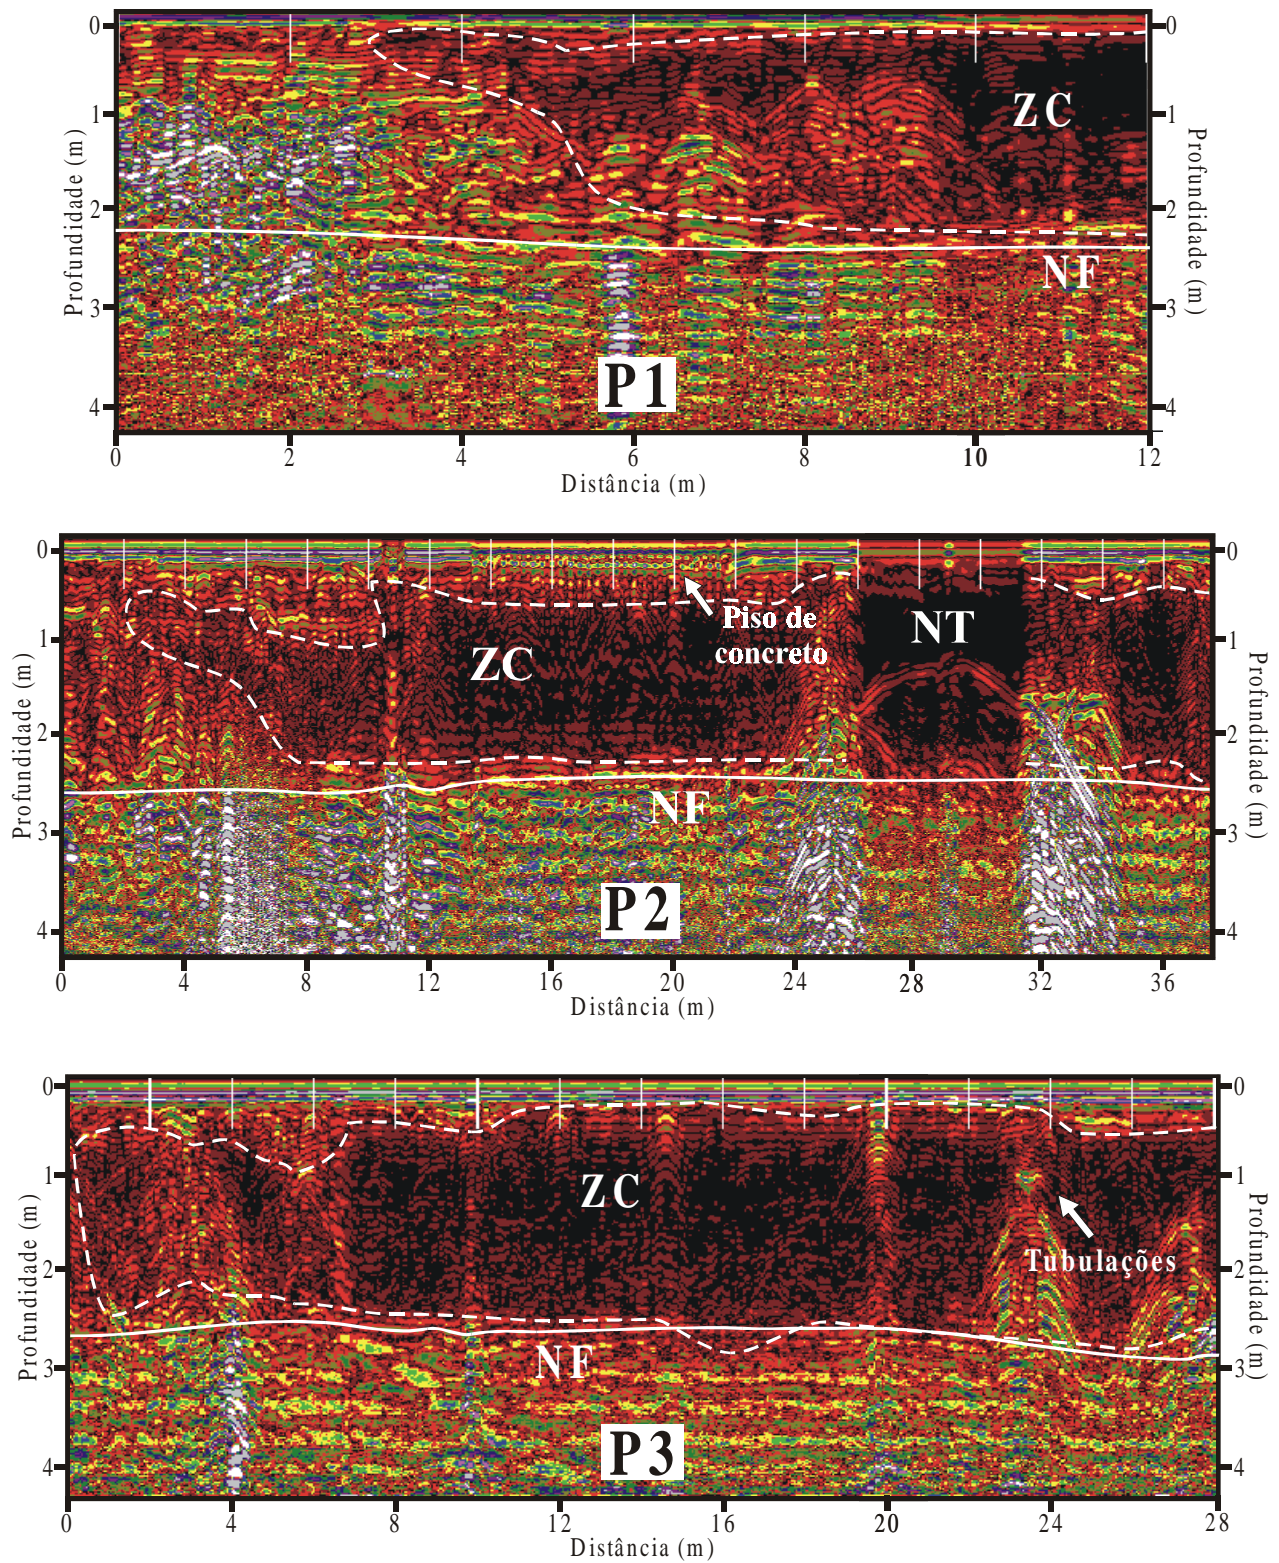 0 0
ZC
1 1
Profundidade (m) Profundidade (m)
2 2
NF
3 3
P1
4 4
0 2 4 6 8 10 12
Distância (m)
0 0
Piso de
concreto
NT
1 1
ZC
Profundidade (m) Profundidade (m)
2 2
NF
3 3
P2
4 4
0 4 8 12 16 20 24 28 32 36
Distância (m)
0 0
1 1
ZC
Profundidade (m) Profundidade (m)
Tubulações
2 2
NF
3 3
P3
4 4
0 4 8 12 16 20 24 28
Distância (m)